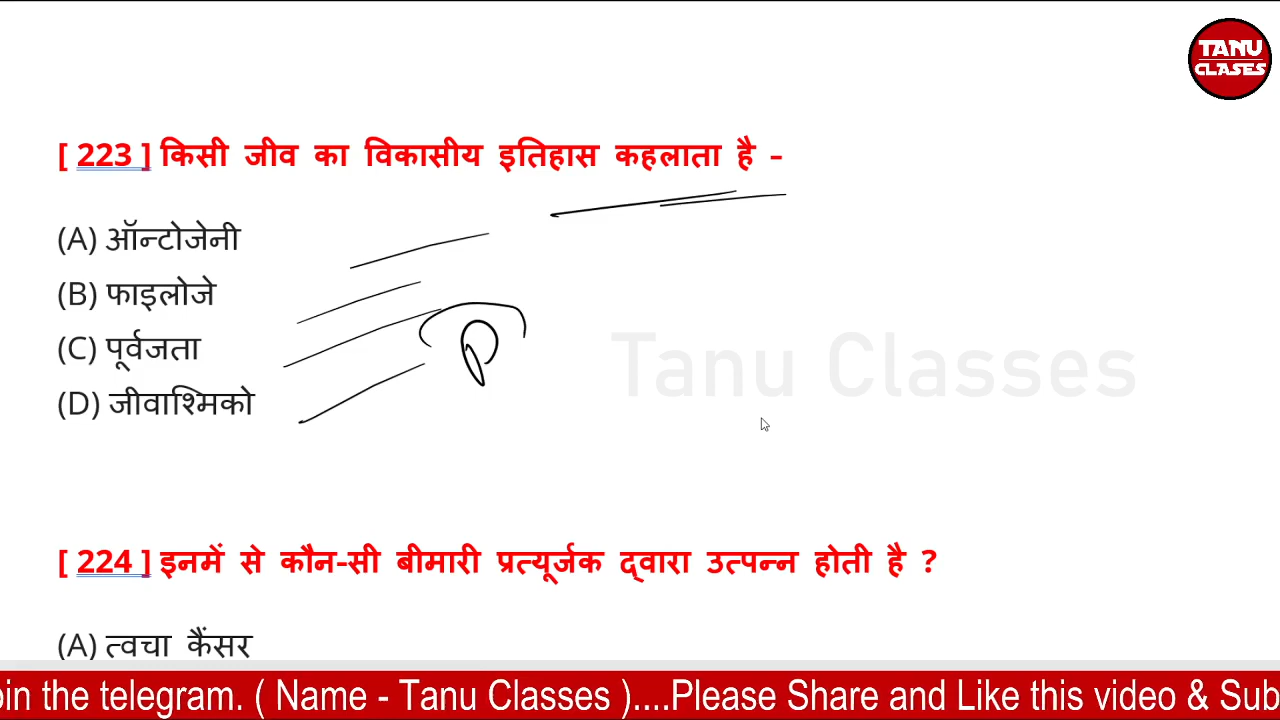 TANU
CLASES
[ 223 ] किसी जीव का विकासीय इतिहास कहलाता है –
(A) ऑन्टोजेनी
(B) फाइलोजे
(C) पूर्वजता
(D) जीवाश्मिको
Tanu Classes
[ 224 ] इनमें से कौन-सी बीमारी प्रत्यूर्जक द्वारा उत्पन्न होती है ?
(A) त्वचा कैंसर
oin the telegram. ( Name - Tanu Classes )....Please Share and Like this video & Sub